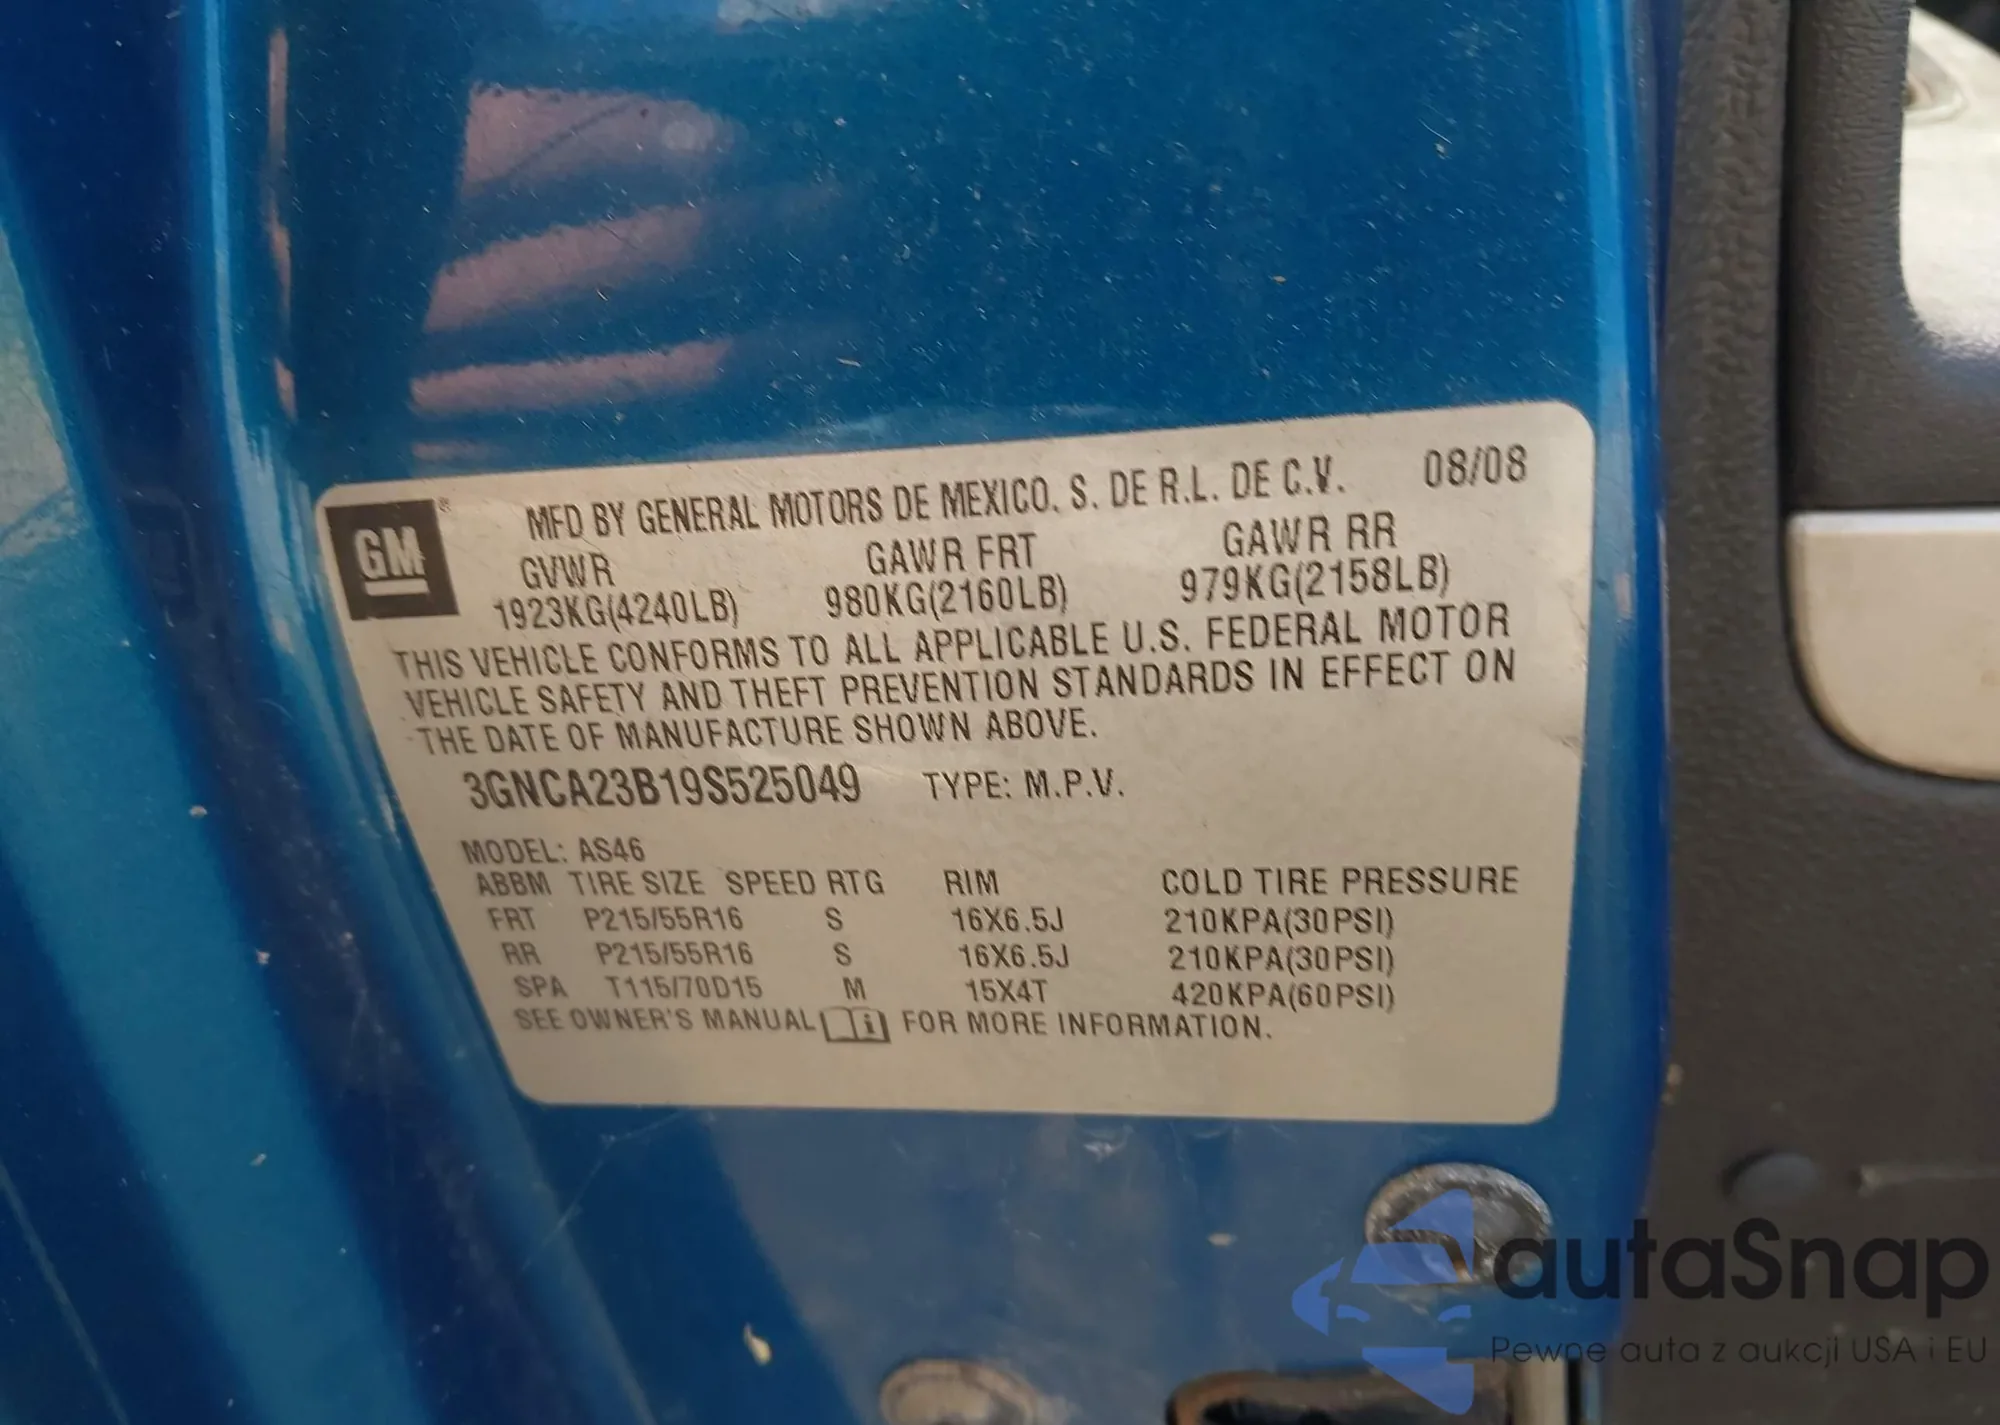 GM
MFD BY GENERAL MOTORS DE MEXICO, S. DE R.L. DE C.V. 08/08
GVWR GAWR FRT GAWR RR
1923KG(4240LB) 980KG(2160LB) 979KG(2158LB)
THIS VEHICLE CONFORMS TO ALL APPLICABLE U.S. FEDERAL MOTOR
VEHICLE SAFETY AND THEFT PREVENTION STANDARDS IN EFFECT ON
THE DATE OF MANUFACTURE SHOWN ABOVE.
3GNCA23B19S525049 TYPE: M.P.V.
MODEL: AS46
ABBM TIRE SIZE SPEED RTG RIM COLD TIRE PRESSURE
FRT P215/55R16 S 16X6.5J 210KPA(30PSI)
RR P215/55R16 S 16X6.5J 210KPA(30PSI)
SPA T115/70D15 M 15X4T 420KPA(60PSI)
SEE OWNER'S MANUAL i FOR MORE INFORMATION.
autaSnap
Pewne auta z aukcji USA i EU